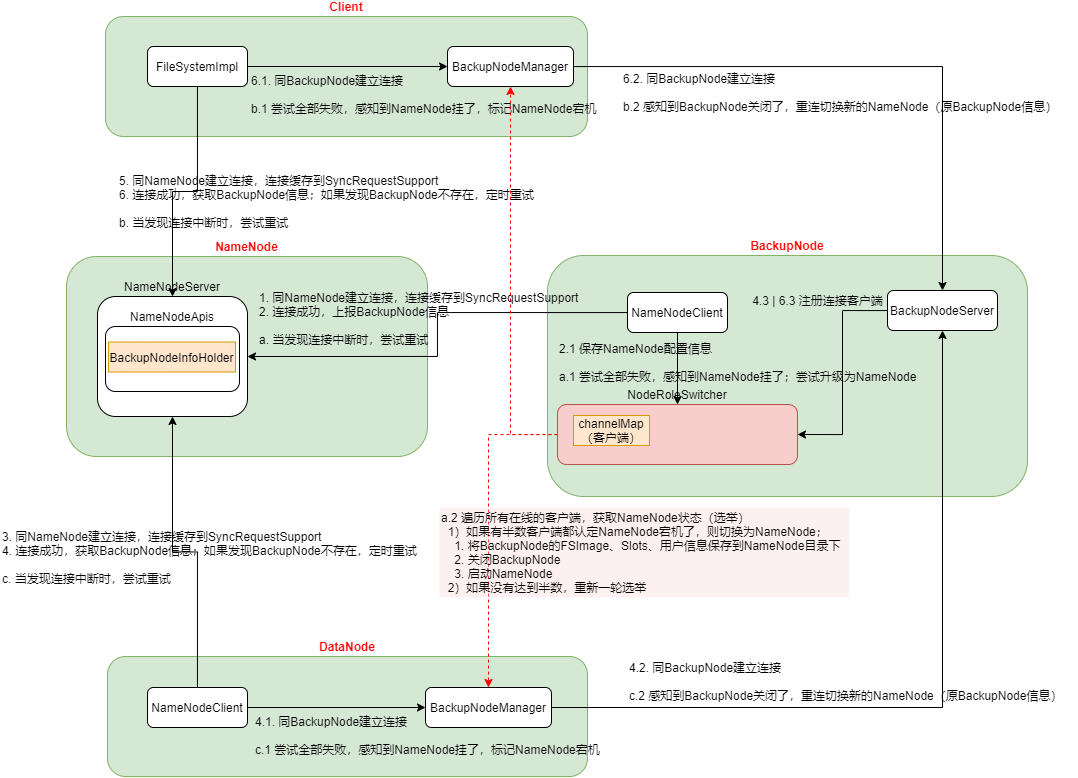 Client
FileSystemImpl
BackupNodeManager
6.1. 同BackupNode建立连接
b.1 尝试全部失败，感知到NameNode挂了，标记NameNode宕机
6.2. 同BackupNode建立连接
b.2 感知到BackupNode关闭了，重连切换新的NameNode（原BackupNode信息）
5. 同NameNode建立连接，连接缓存到SyncRequestSupport
6. 连接成功，获取BackupNode信息；如果发现BackupNode不存在，定时重试
b. 当发现连接中断时，尝试重试
NameNode
NameNodeServer
NameNodeApis
BackupNodeInfoHolder
1. 同NameNode建立连接，连接缓存到SyncRequestSupport
2. 连接成功，上报BackupNode信息
a. 当发现连接中断时，尝试重试
BackupNode
NameNodeClient
4.3 | 6.3 注册连接客户端
BackupNodeServer
2.1 保存NameNode配置信息
a.1 尝试全部失败，感知到NameNode挂了；尝试升级为NameNode
NodeRoleSwitcher
channelMap
（客户端）
a.2 遍历所有在线的客户端，获取NameNode状态（选举）
1）如果有半数客户端都认定NameNode宕机了，则切换为NameNode；
1. 将BackupNode的FSImage、Slots、用户信息保存到NameNode目录下
2. 关闭BackupNode
3. 启动NameNode
2）如果没有达到半数，重新一轮选举
3. 同NameNode建立连接，连接缓存到SyncRequestSupport
4. 连接成功，获取BackupNode信息；如果发现BackupNode不存在，定时重试
c. 当发现连接中断时，尝试重试
DataNode
NameNodeClient
BackupNodeManager
4.1. 同BackupNode建立连接
c.1 尝试全部失败，感知到NameNode挂了，标记NameNode宕机
4.2. 同BackupNode建立连接
c.2 感知到BackupNode关闭了，重连切换新的NameNode（原BackupNode信息）